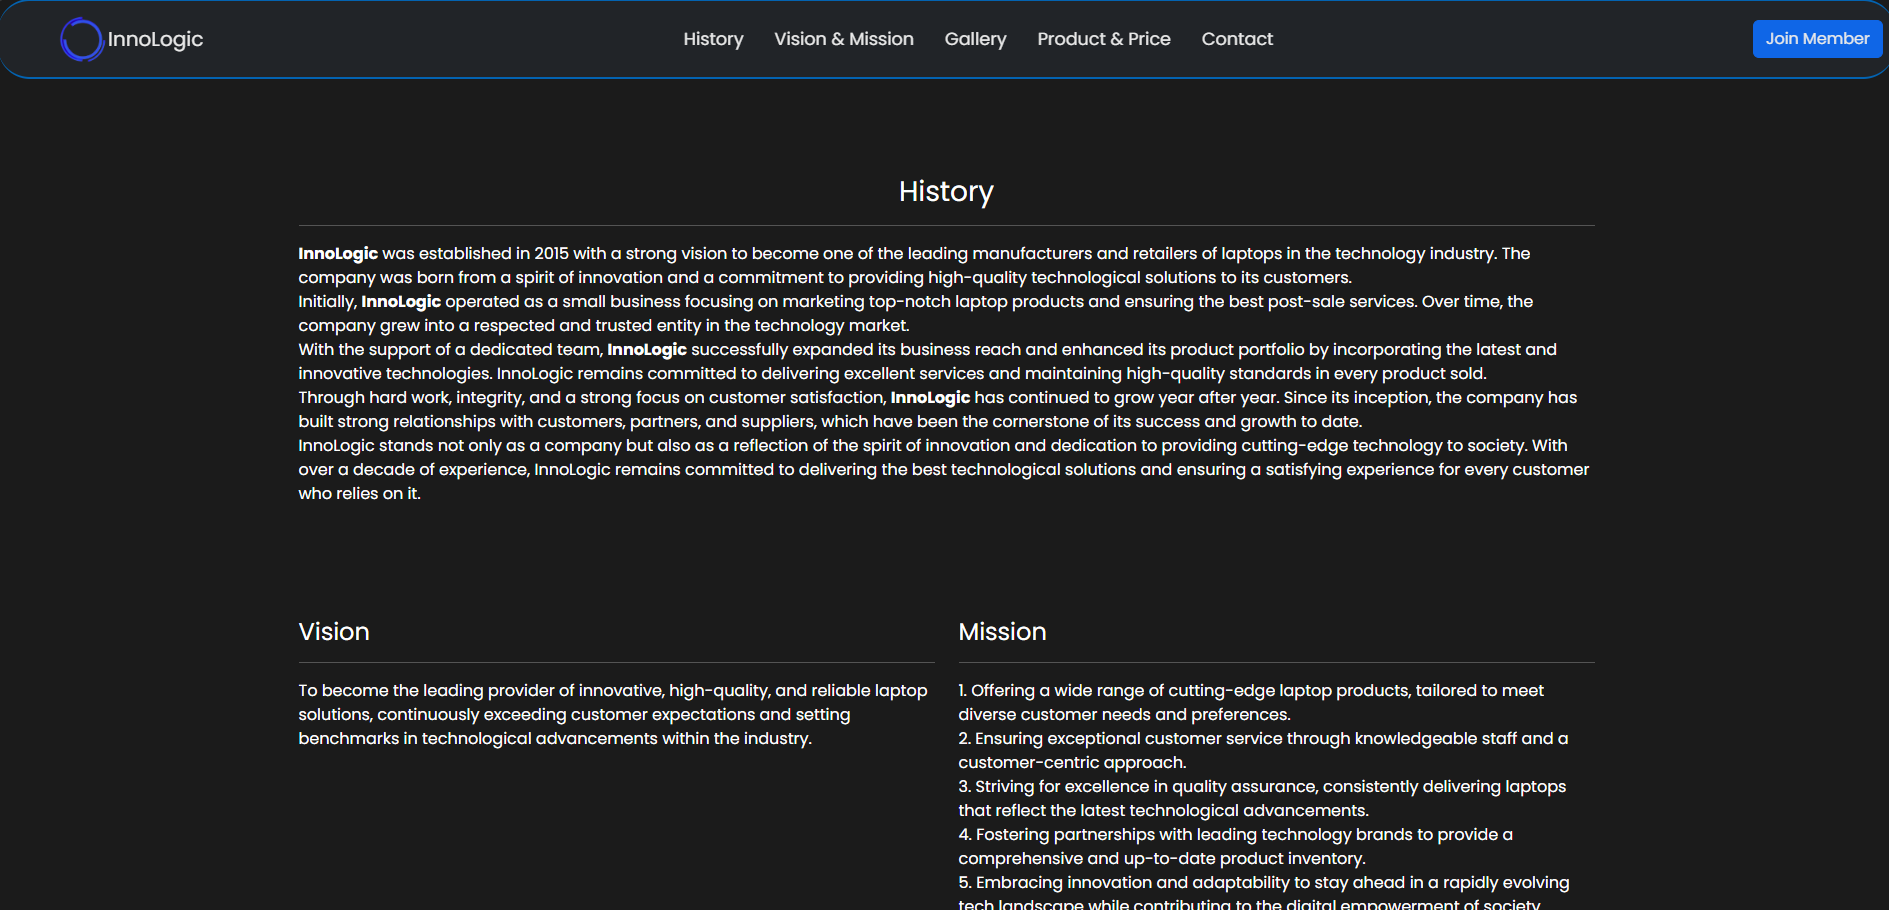 InnoLogic
History
Vision & Mission
Gallery
Product & Price
Contact
Join Member
History
InnoLogic was established in 2015 with a strong vision to become one of the leading manufacturers and retailers of laptops in the technology industry. The
company was born from a spirit of innovation and a commitment to providing high-quality technological solutions to its customers.
Initially, InnoLogic operated as a small business focusing on marketing top-notch laptop products and ensuring the best post-sale services. Over time, the
company grew into a respected and trusted entity in the technology market.
With the support of a dedicated team, InnoLogic successfully expanded its business reach and enhanced its product portfolio by incorporating the latest and
innovative technologies. InnoLogic remains committed to delivering excellent services and maintaining high-quality standards in every product sold.
Through hard work, integrity, and a strong focus on customer satisfaction, InnoLogic has continued to grow year after year. Since its inception, the company has
built strong relationships with customers, partners, and suppliers, which have been the cornerstone of its success and growth to date.
InnoLogic stands not only as a company but also as a reflection of the spirit of innovation and dedication to providing cutting-edge technology to society. With
over a decade of experience, InnoLogic remains committed to delivering the best technological solutions and ensuring a satisfying experience for every customer
who relies on it.
Vision
To become the leading provider of innovative, high-quality, and reliable laptop
solutions, continuously exceeding customer expectations and setting
benchmarks in technological advancements within the industry.
Mission
1. Offering a wide range of cutting-edge laptop products, tailored to meet
diverse customer needs and preferences.
2. Ensuring exceptional customer service through knowledgeable staff and a
customer-centric approach.
3. Striving for excellence in quality assurance, consistently delivering laptops
that reflect the latest technological advancements.
4. Fostering partnerships with leading technology brands to provide a
comprehensive and up-to-date product inventory.
5. Embracing innovation and adaptability to stay ahead in a rapidly evolving
tech landscape while contributing to the digital empowerment of society